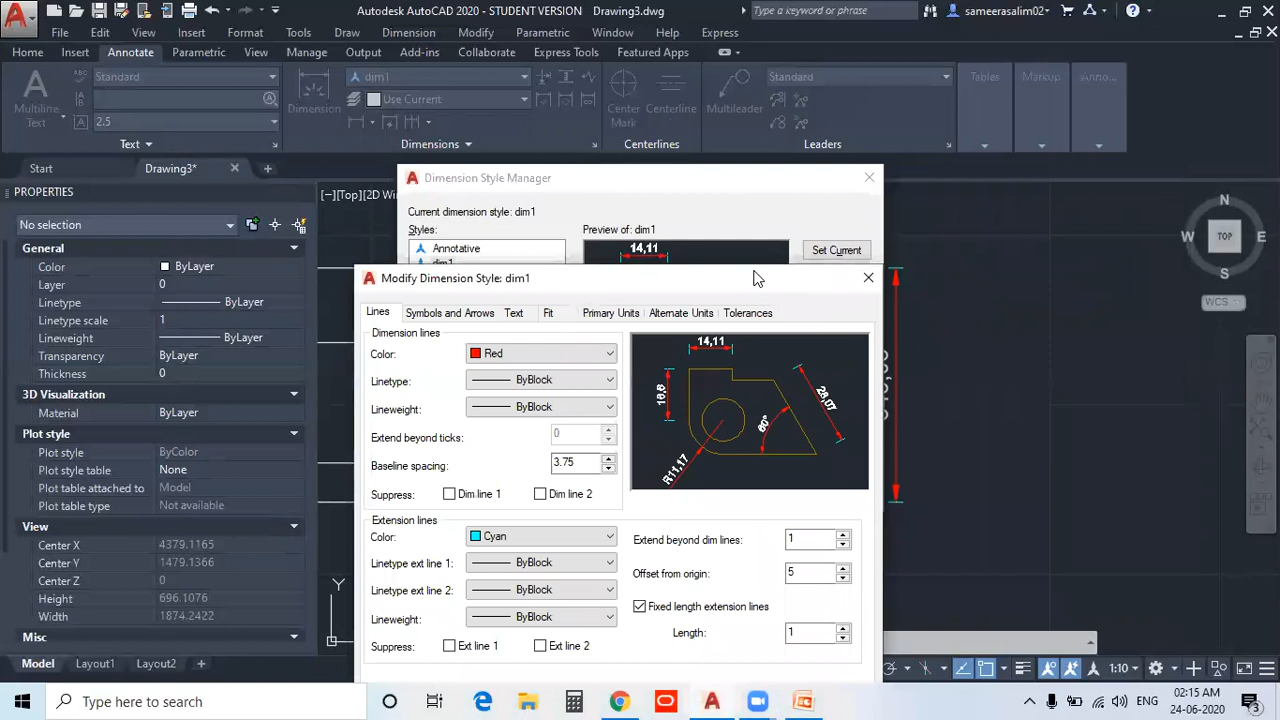 Autodesk AutoCAD 2020 - STUDENT VERSION Drawing3.dwg Type a keyword or phrase sameerasalim02
File Edit View Insert Format Tools Draw Dimension Modify Parametric Window Help Express
Home Insert Annotate Parametric View Manage Output Add-ins Collaborate Express Tools Featured Apps
Standard dim1 Standard
Multiline Text Dimension Use Current Center Mark Centerline Multileader Tables Markup Anno...
2.5
Text Dimensions Centerlines Leaders
Start Drawing3*
PROPERTIES
[−][Top][2D Wi
No selection
General
Color ByLayer
Layer 0
Linetype ByLayer
Linetype scale 1
Lineweight ByLayer
Transparency ByLayer
Thickness 0
3D Visualization
Material ByLayer
Plot style
Plot style ByColor
Plot style table None
Plot table attached to Model
Plot table type Not available
View
Center X 4379.1165
Center Y 1479.1366
Center Z 0
Height 696.1076
Width 1874.2422
Misc
Dimension Style Manager
Current dimension style: dim1
Styles: Preview of: dim1
Annotative 14,11 Set Current
dim1
Modify Dimension Style: dim1
Lines Symbols and Arrows Text Fit Primary Units Alternate Units Tolerances
Dimension lines
Color: Red
Linetype: ByBlock
Lineweight: ByBlock
Extend beyond ticks: 0
Baseline spacing: 3.75
Suppress: Dim line 1 Dim line 2
14,11
16,6
28,07
60°
R11,17
Extension lines
Color: Cyan
Linetype ext line 1: ByBlock
Linetype ext line 2: ByBlock
Lineweight: ByBlock
Suppress: Ext line 1 Ext line 2
Extend beyond dim lines: 1
Offset from origin: 5
Fixed length extension lines
Length: 1
N
W TOP E
S
WCS
Y
Model Layout1 Layout2 +
1:10
Type here to search
ENG 02:15 AM
24-06-2020
3